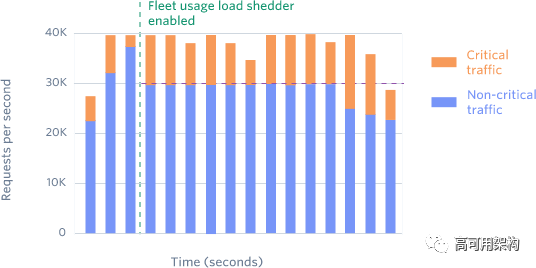 Fleet usage load shedder
enabled
40K
30K
20K
10K
0
Requests per second
Time (seconds)
Critical
traffic
Non-critical
traffic
高可用架构